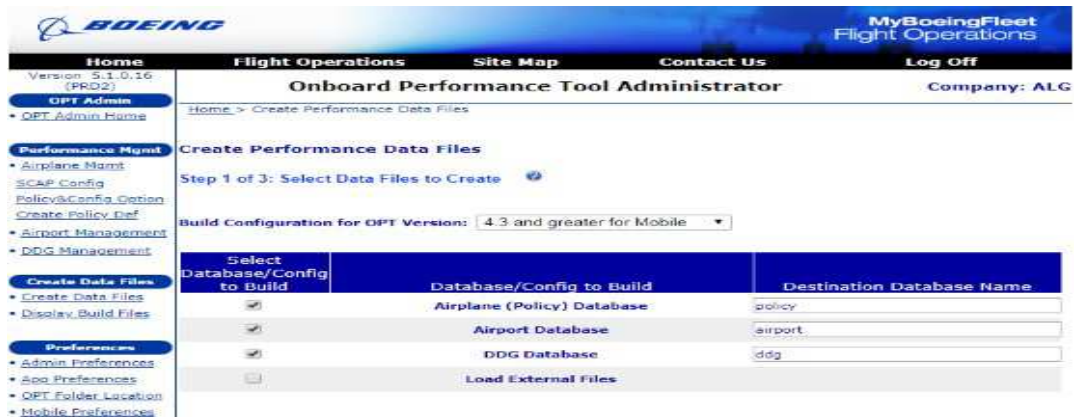 BOEING
MyBoeingFleet
Flight Operations
Home Flight Operations Site Map Contact Us Log Off
Version 5.1.0.16
(PRD2)
Onboard Performance Tool Administrator
Company: ALG
OPT Admin
• OPT Admin Home
Home > Create Performance Data Files
Performance Mgmt
• Airplane Mgmt
SCAP Config
Policy&Config Option
Create Policy Def
• Airport Management
• DDG Management
Create Data Files
• Create Data Files
• Display Build Files
Preferences
• Admin Preferences
• App Preferences
• OPT Folder Location
• Mobile Preferences
Create Performance Data Files
Step 1 of 3: Select Data Files to Create
Build Configuration for OPT Version: 4.3 and greater for Mobile
Select
Database/Config
to Build
Database/Config to Build
Destination Database Name
Airplane (Policy) Database policy
Airport Database airport
DDG Database ddg
Load External Files